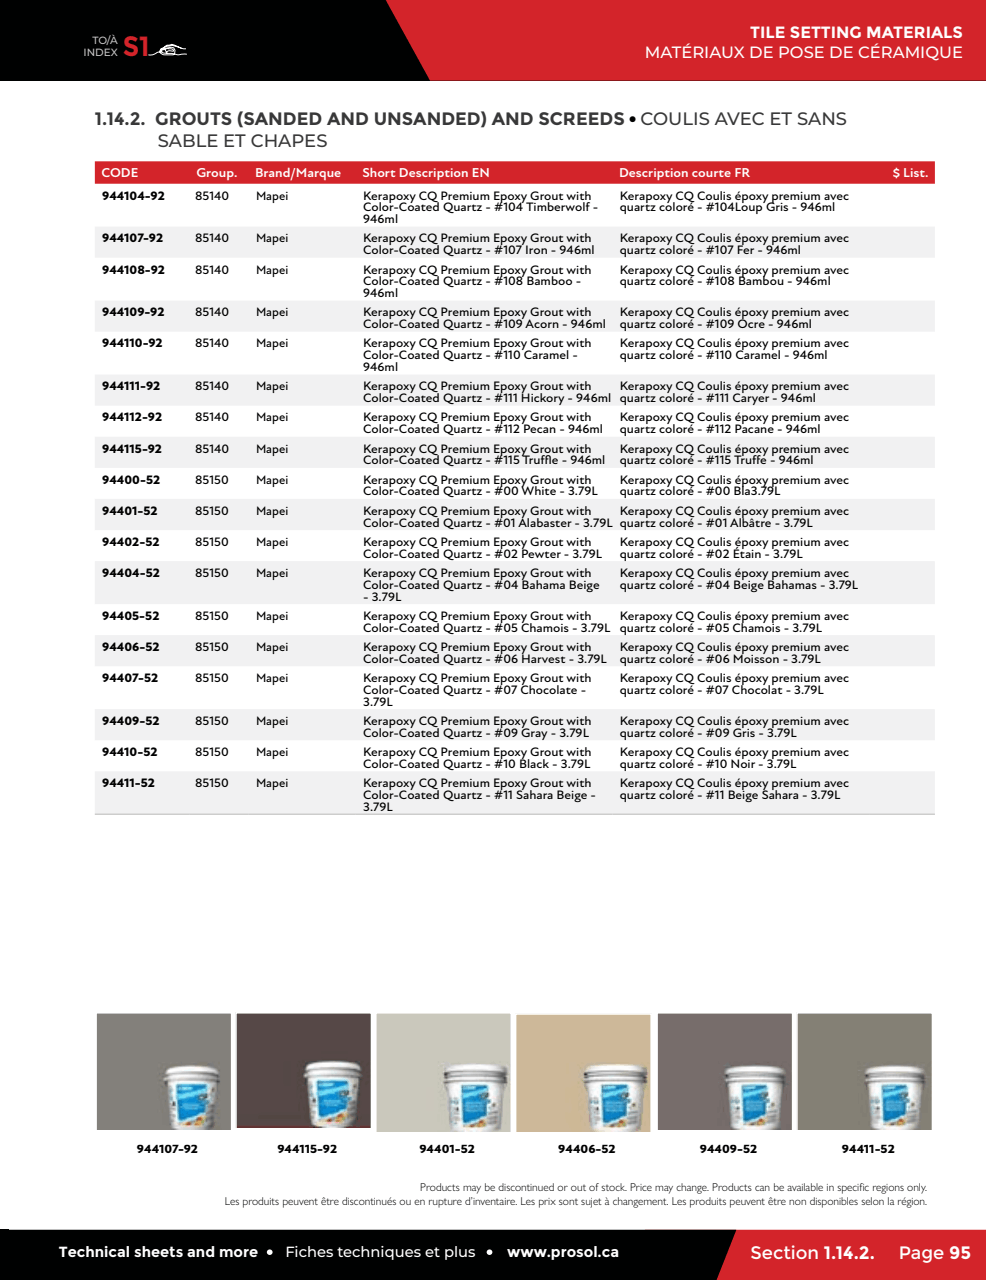 TO/À
INDEX S1
TILE SETTING MATERIALS
MATÉRIAUX DE POSE DE CÉRAMIQUE
1.14.2. GROUTS (SANDED AND UNSANDED) AND SCREEDS • COULIS AVEC ET SANS
SABLE ET CHAPES
CODE Group. Brand/Marque Short Description EN Description courte FR $ List.
944104-92 85140 Mapei Kerapoxy CQ Premium Epoxy Grout with Kerapoxy CQ Coulis époxy premium avec
Color-Coated Quartz - #104 Timberwolf - quartz coloré - #104Loup Gris - 946ml
946ml
944107-92 85140 Mapei Kerapoxy CQ Premium Epoxy Grout with Kerapoxy CQ Coulis époxy premium avec
Color-Coated Quartz - #107 Iron - 946ml quartz coloré - #107 Fer - 946ml
944108-92 85140 Mapei Kerapoxy CQ Premium Epoxy Grout with Kerapoxy CQ Coulis époxy premium avec
Color-Coated Quartz - #108 Bamboo - quartz coloré - #108 Bambou - 946ml
946ml
944109-92 85140 Mapei Kerapoxy CQ Premium Epoxy Grout with Kerapoxy CQ Coulis époxy premium avec
Color-Coated Quartz - #109 Acorn - 946ml quartz coloré - #109 Ocre - 946ml
944110-92 85140 Mapei Kerapoxy CQ Premium Epoxy Grout with Kerapoxy CQ Coulis époxy premium avec
Color-Coated Quartz - #110 Caramel - quartz coloré - #110 Caramel - 946ml
946ml
944111-92 85140 Mapei Kerapoxy CQ Premium Epoxy Grout with Kerapoxy CQ Coulis époxy premium avec
Color-Coated Quartz - #111 Hickory - 946ml quartz coloré - #111 Caryer - 946ml
944112-92 85140 Mapei Kerapoxy CQ Premium Epoxy Grout with Kerapoxy CQ Coulis époxy premium avec
Color-Coated Quartz - #112 Pecan - 946ml quartz coloré - #112 Pacane - 946ml
944115-92 85140 Mapei Kerapoxy CQ Premium Epoxy Grout with Kerapoxy CQ Coulis époxy premium avec
Color-Coated Quartz - #115 Truffle - 946ml quartz coloré - #115 Truffe - 946ml
94400-52 85150 Mapei Kerapoxy CQ Premium Epoxy Grout with Kerapoxy CQ Coulis époxy premium avec
Color-Coated Quartz - #00 White - 3.79L quartz coloré - #00 Bla3.79L
94401-52 85150 Mapei Kerapoxy CQ Premium Epoxy Grout with Kerapoxy CQ Coulis époxy premium avec
Color-Coated Quartz - #01 Alabaster - 3.79L quartz coloré - #01 Albâtre - 3.79L
94402-52 85150 Mapei Kerapoxy CQ Premium Epoxy Grout with Kerapoxy CQ Coulis époxy premium avec
Color-Coated Quartz - #02 Pewter - 3.79L quartz coloré - #02 Étain - 3.79L
94404-52 85150 Mapei Kerapoxy CQ Premium Epoxy Grout with Kerapoxy CQ Coulis époxy premium avec
Color-Coated Quartz - #04 Bahama Beige quartz coloré - #04 Beige Bahamas - 3.79L
- 3.79L
94405-52 85150 Mapei Kerapoxy CQ Premium Epoxy Grout with Kerapoxy CQ Coulis époxy premium avec
Color-Coated Quartz - #05 Chamois - 3.79L quartz coloré - #05 Chamois - 3.79L
94406-52 85150 Mapei Kerapoxy CQ Premium Epoxy Grout with Kerapoxy CQ Coulis époxy premium avec
Color-Coated Quartz - #06 Harvest - 3.79L quartz coloré - #06 Moisson - 3.79L
94407-52 85150 Mapei Kerapoxy CQ Premium Epoxy Grout with Kerapoxy CQ Coulis époxy premium avec
Color-Coated Quartz - #07 Chocolate - quartz coloré - #07 Chocolat - 3.79L
3.79L
94409-52 85150 Mapei Kerapoxy CQ Premium Epoxy Grout with Kerapoxy CQ Coulis époxy premium avec
Color-Coated Quartz - #09 Gray - 3.79L quartz coloré - #09 Gris - 3.79L
94410-52 85150 Mapei Kerapoxy CQ Premium Epoxy Grout with Kerapoxy CQ Coulis époxy premium avec
Color-Coated Quartz - #10 Black - 3.79L quartz coloré - #10 Noir - 3.79L
94411-52 85150 Mapei Kerapoxy CQ Premium Epoxy Grout with Kerapoxy CQ Coulis époxy premium avec
Color-Coated Quartz - #11 Sahara Beige - quartz coloré - #11 Beige Sahara - 3.79L
3.79L
944107-92 944115-92 94401-52 94406-52 94409-52 94411-52
Products may be discontinued or out of stock. Price may change. Products can be available in specific regions only.
Les produits peuvent être discontinués ou en rupture d'inventaire. Les prix sont sujet à changement. Les produits peuvent être non disponibles selon la région.
Technical sheets and more • Fiches techniques et plus • www.prosol.ca
Section 1.14.2. Page 95